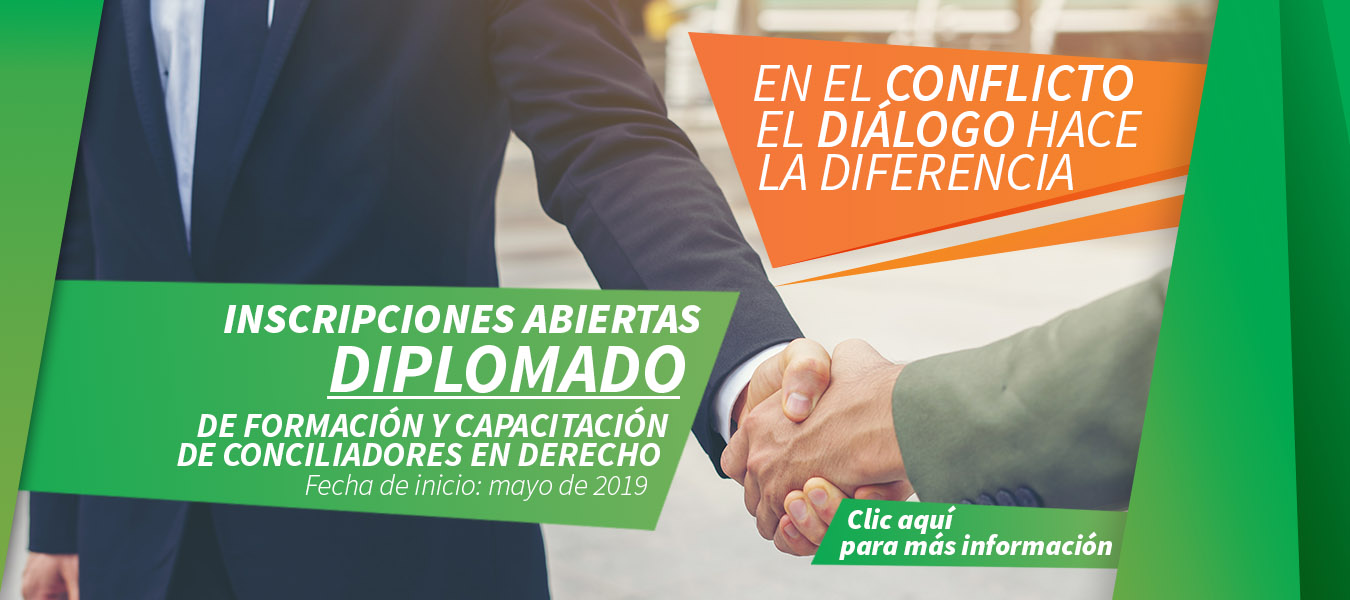 EN EL CONFLICTO
EL DIÁLOGO HACE
LA DIFERENCIA
INSCRIPCIONES ABIERTAS
DIPLOMADO
DE FORMACIÓN Y CAPACITACIÓN
DE CONCILIADORES EN DERECHO
Fecha de inicio: mayo de 2019
Clic aquí
para más información